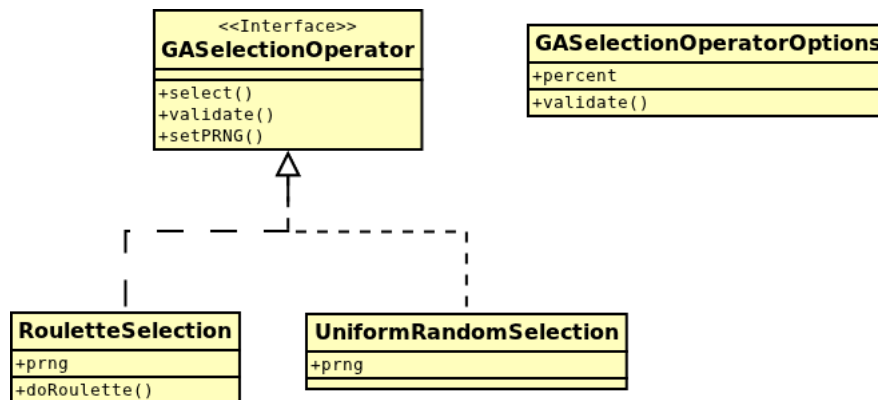 <<Interface>>
GASelectionOperator
+select()
+validate()
+setPRNG()
GASelectionOperatorOptions
+percent
+validate()
RouletteSelection
+prng
+doRoulette()
UniformRandomSelection
+prng